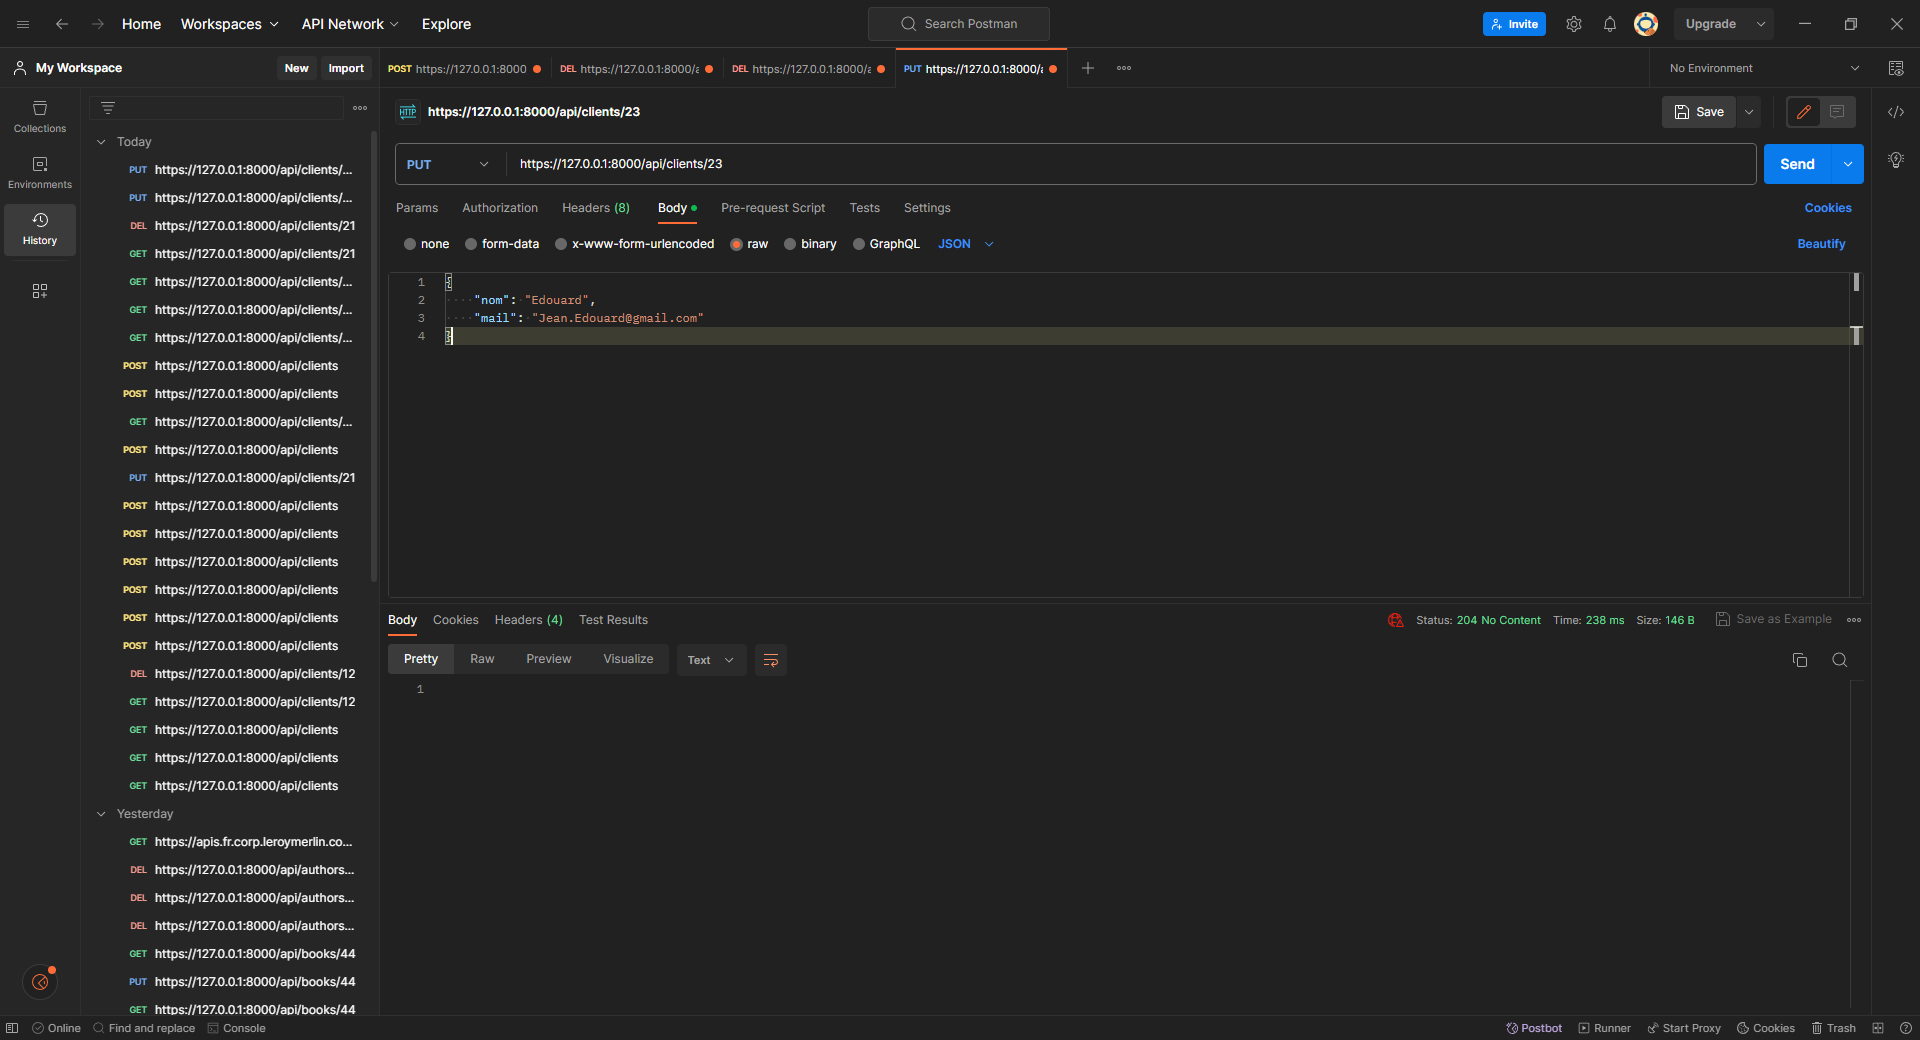 Home Workspaces API Network Explore Search Postman Invite Upgrade
My Workspace New Import
POST https://127.0.0.1:8000 DEL https://127.0.0.1:8000/a DEL https://127.0.0.1:8000/a PUT https://127.0.0.1:8000/a No Environment
Collections
Environments
History
Today
PUT https://127.0.0.1:8000/api/clients/...
PUT https://127.0.0.1:8000/api/clients/...
DEL https://127.0.0.1:8000/api/clients/21
GET https://127.0.0.1:8000/api/clients/21
GET https://127.0.0.1:8000/api/clients/...
GET https://127.0.0.1:8000/api/clients/...
GET https://127.0.0.1:8000/api/clients/...
POST https://127.0.0.1:8000/api/clients
POST https://127.0.0.1:8000/api/clients
GET https://127.0.0.1:8000/api/clients/...
POST https://127.0.0.1:8000/api/clients
PUT https://127.0.0.1:8000/api/clients/21
POST https://127.0.0.1:8000/api/clients
POST https://127.0.0.1:8000/api/clients
POST https://127.0.0.1:8000/api/clients
POST https://127.0.0.1:8000/api/clients
POST https://127.0.0.1:8000/api/clients
POST https://127.0.0.1:8000/api/clients
DEL https://127.0.0.1:8000/api/clients/12
GET https://127.0.0.1:8000/api/clients/12
GET https://127.0.0.1:8000/api/clients
GET https://127.0.0.1:8000/api/clients
GET https://127.0.0.1:8000/api/clients
Yesterday
GET https://apis.fr.corp.leroymerlin.co...
DEL https://127.0.0.1:8000/api/authors...
DEL https://127.0.0.1:8000/api/authors...
DEL https://127.0.0.1:8000/api/authors...
GET https://127.0.0.1:8000/api/books/44
PUT https://127.0.0.1:8000/api/books/44
GET https://127.0.0.1:8000/api/books/44
HTTP https://127.0.0.1:8000/api/clients/23 Save
PUT https://127.0.0.1:8000/api/clients/23 Send
Params Authorization Headers (8) Body Pre-request Script Tests Settings Cookies
none form-data x-www-form-urlencoded raw binary GraphQL JSON Beautify
1 {
2 "nom": "Edouard",
3 "mail": "Jean.Edouard@gmail.com"
4 }
Body Cookies Headers (4) Test Results Status: 204 No Content Time: 238 ms Size: 146 B Save as Example
Pretty Raw Preview Visualize Text
1
Online Find and replace Console Postbot Runner Start Proxy Cookies Trash